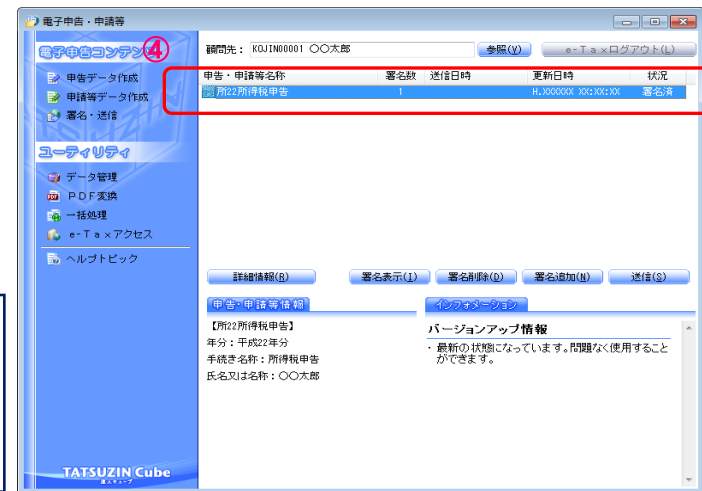 電子申告・申請等
電子申告コンテンツ
④
申告データ作成
申請等データ作成
署名・送信
ユーティリティ
データ管理
PDF変換
一括処理
e-Taxアクセス
ヘルプトピック
TATSUZIN Cube
達人キューブ
顧問先： KOJIN00001 〇〇太郎 参照(V) e-Taxログアウト(L)
申告・申請等名称 署名数 送信日時 更新日時 状況
所22所得税申告 1 H.XXXXXX XX:XX:XX 署名済
詳細情報(R) 署名表示(I) 署名削除(D) 署名追加(N) 送信(S)
申告・申請等情報
【所22所得税申告】
年分：平成22年分
手続き名称：所得税申告
氏名又は名称：〇〇太郎
インフォメーション
バージョンアップ情報
・最新の状態になっています。問題なく使用すること
ができます。